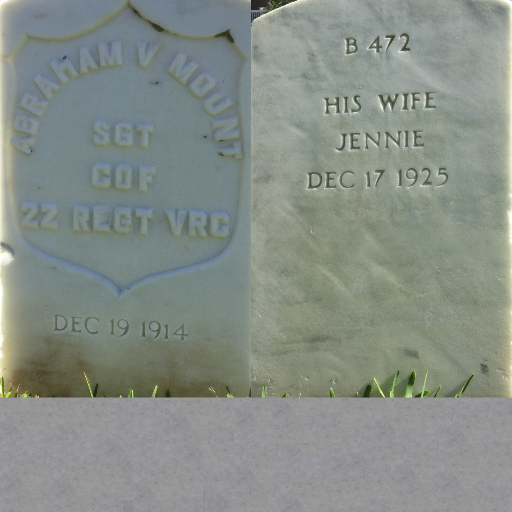 ABRAHAM V MOUNT
SGT
CO F
22 REGT VRC
DEC 19 1914
B 472
HIS WIFE
JENNIE
DEC 17 1925